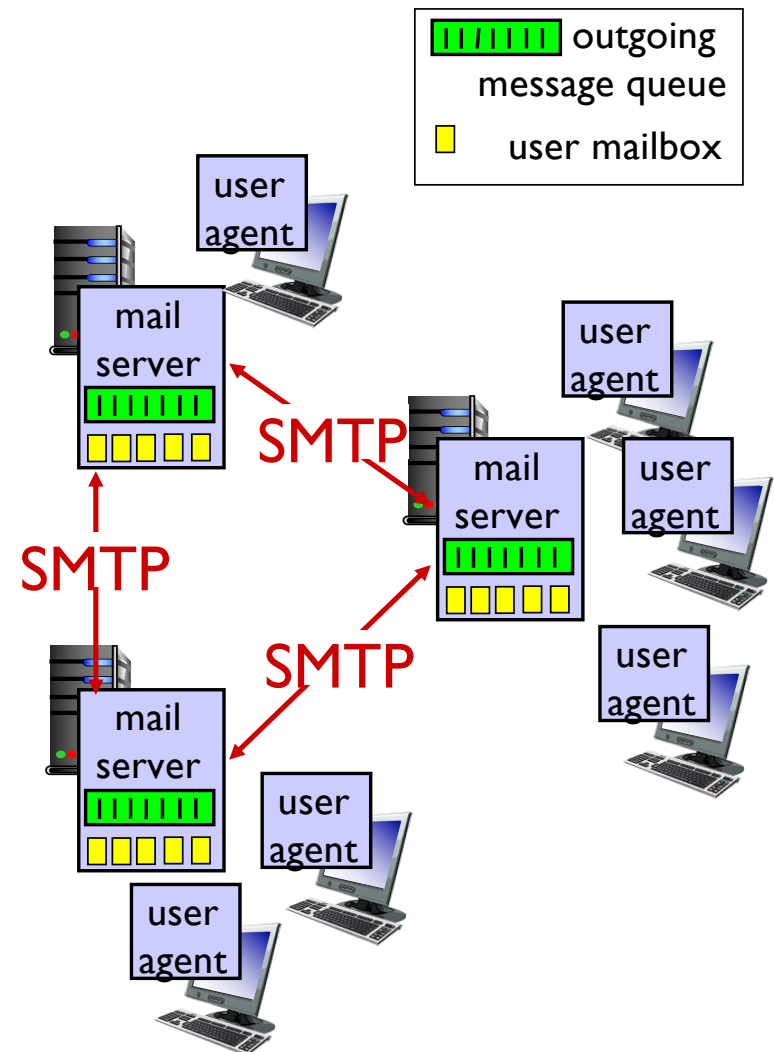 outgoing
message queue
user mailbox
user
agent
mail
server
SMTP
user
agent
mail
server
user
agent
SMTP
SMTP
user
agent
mail
server
user
agent
user
agent